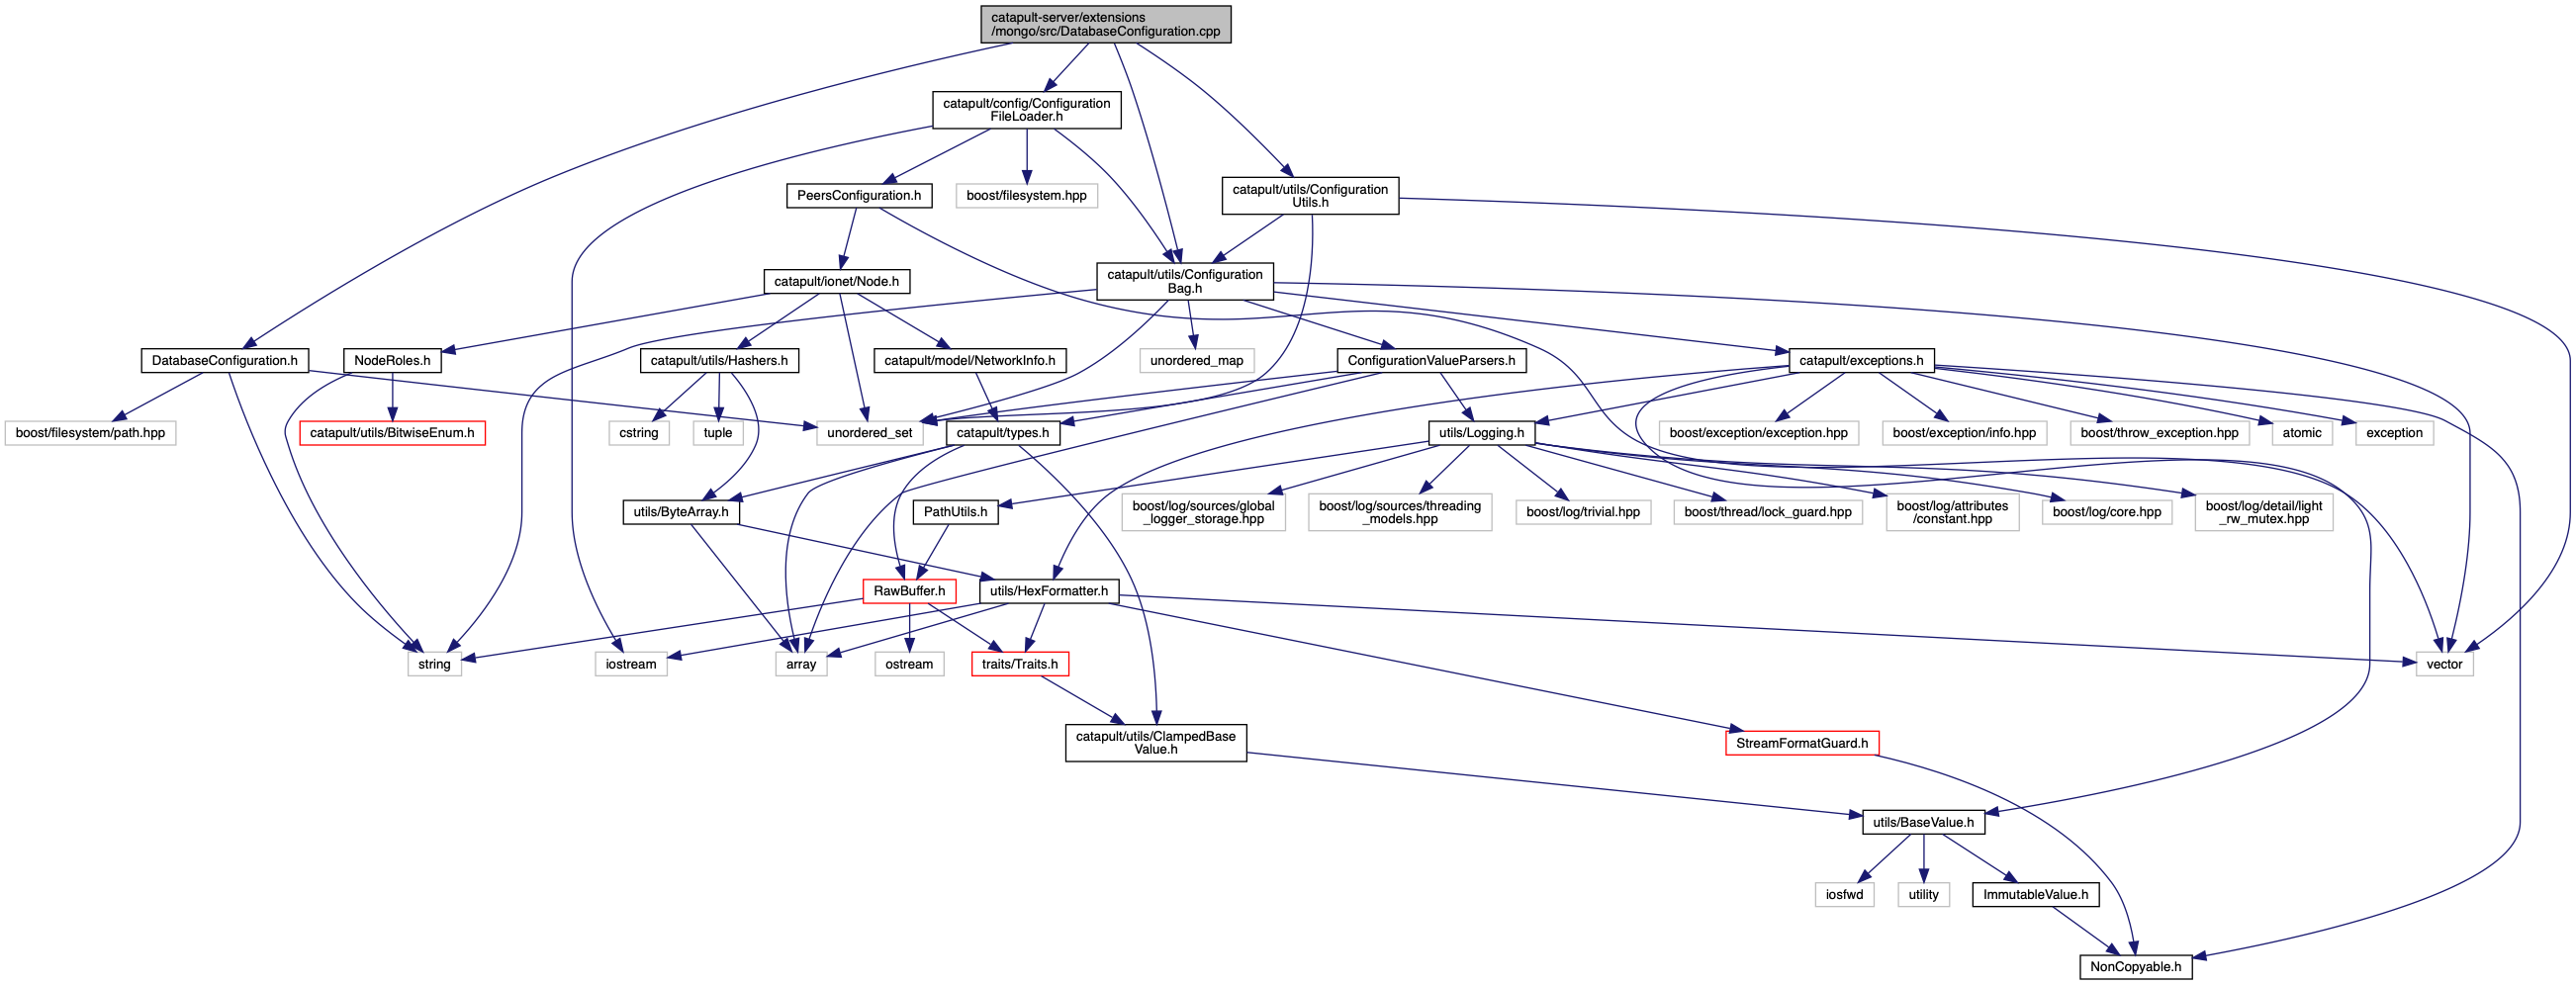 catapult-server/extensions
/mongo/src/DatabaseConfiguration.cpp
catapult/config/Configuration
FileLoader.h
PeersConfiguration.h
boost/filesystem.hpp
catapult/utils/Configuration
Utils.h
catapult/ionet/Node.h
catapult/utils/Configuration
Bag.h
DatabaseConfiguration.h
NodeRoles.h
catapult/utils/Hashers.h
catapult/model/NetworkInfo.h
unordered_map
ConfigurationValueParsers.h
catapult/exceptions.h
boost/filesystem/path.hpp
catapult/utils/BitwiseEnum.h
cstring
tuple
unordered_set
catapult/types.h
utils/Logging.h
boost/exception/exception.hpp
boost/exception/info.hpp
boost/throw_exception.hpp
atomic
exception
utils/ByteArray.h
PathUtils.h
boost/log/sources/global
_logger_storage.hpp
boost/log/sources/threading
_models.hpp
boost/log/trivial.hpp
boost/thread/lock_guard.hpp
boost/log/attributes
/constant.hpp
boost/log/core.hpp
boost/log/detail/light
_rw_mutex.hpp
RawBuffer.h
utils/HexFormatter.h
string
iostream
array
ostream
traits/Traits.h
vector
catapult/utils/ClampedBase
Value.h
StreamFormatGuard.h
utils/BaseValue.h
iosfwd
utility
ImmutableValue.h
NonCopyable.h